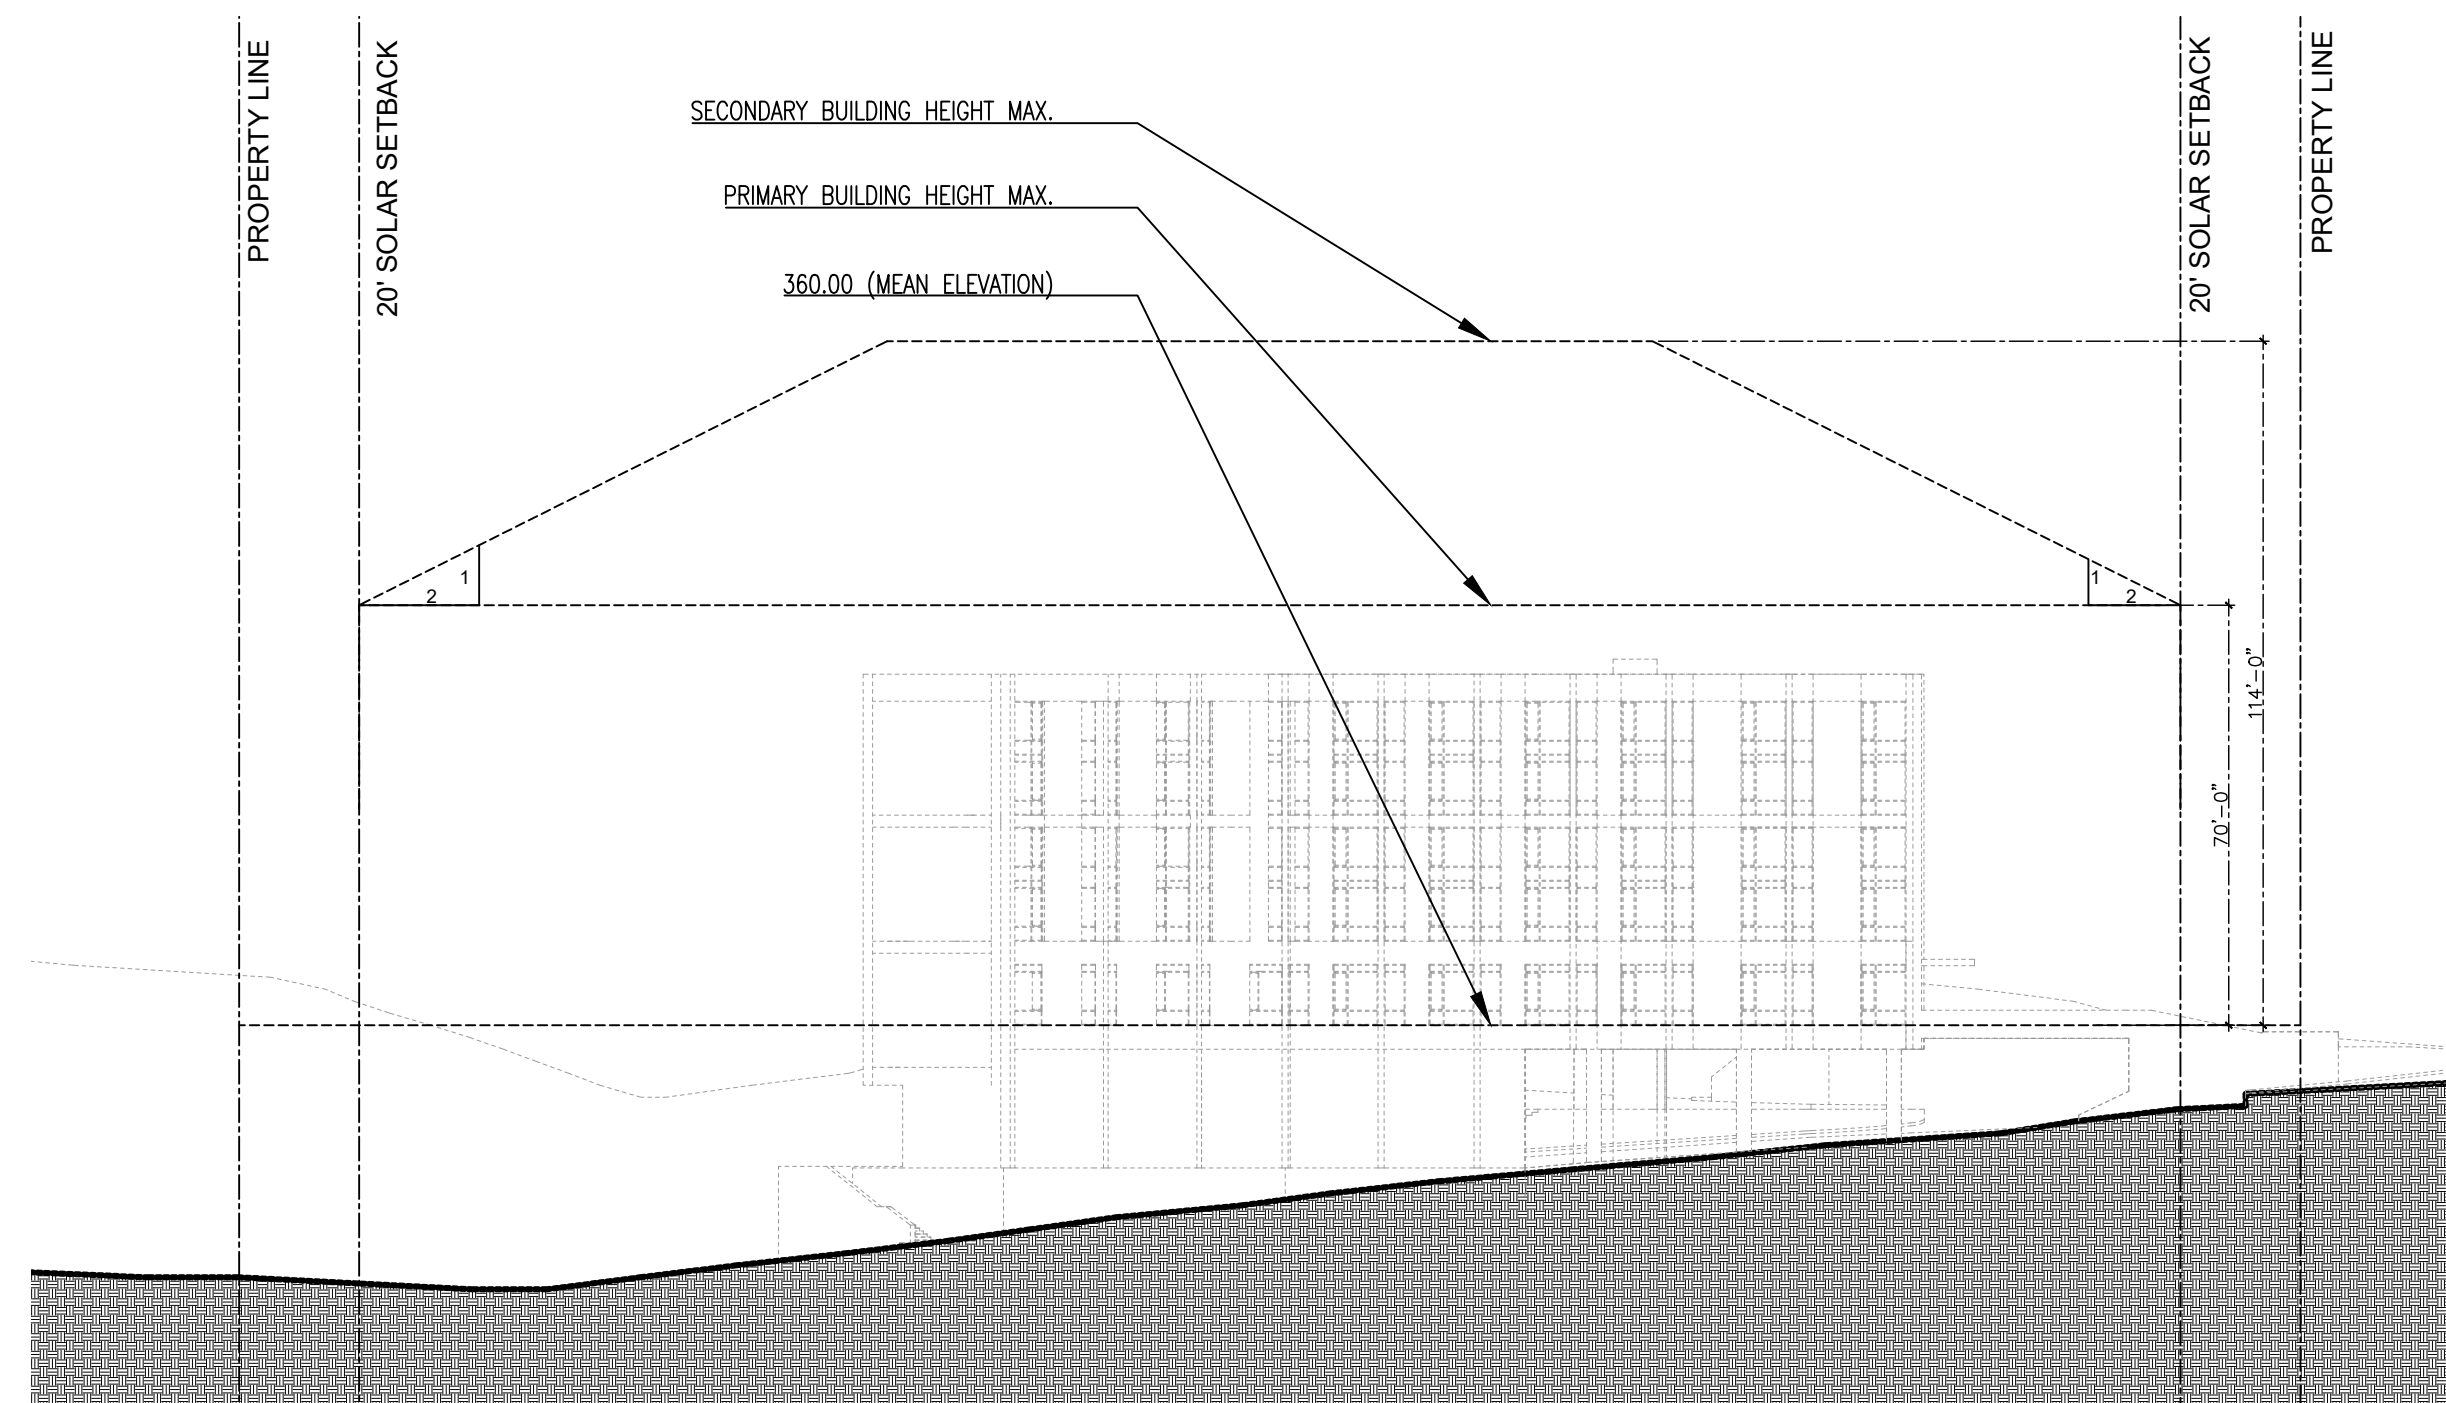 PROPERTY LINE
20' SOLAR SETBACK
SECONDARY BUILDING HEIGHT MAX.
PRIMARY BUILDING HEIGHT MAX.
360.00 (MEAN ELEVATION)
20' SOLAR SETBACK
PROPERTY LINE
1
2
1
2
114'-0"
70'-0"